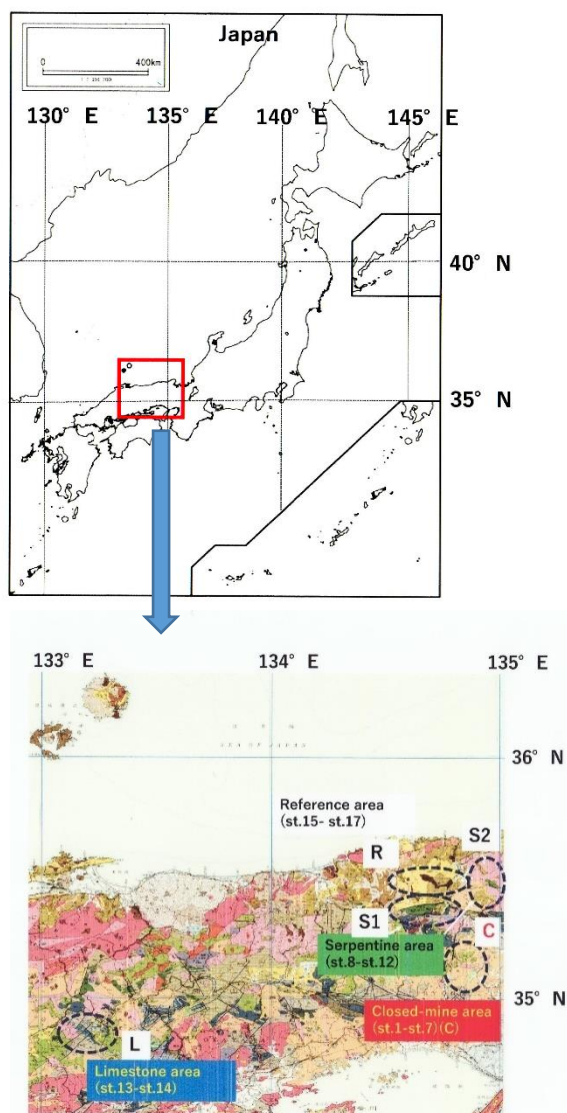 Japan
0 400km
130° E 135° E 140° E 145° E
40° N
35° N
133° E 134° E 135° E
36° N
Reference area
(st.15- st.17)
S2
R
S1
C
Serpentine area
(st.8-st.12)
35° N
Closed-mine area
(st.1-st.7)(C)
L
Limestone area
(st.13-st.14)